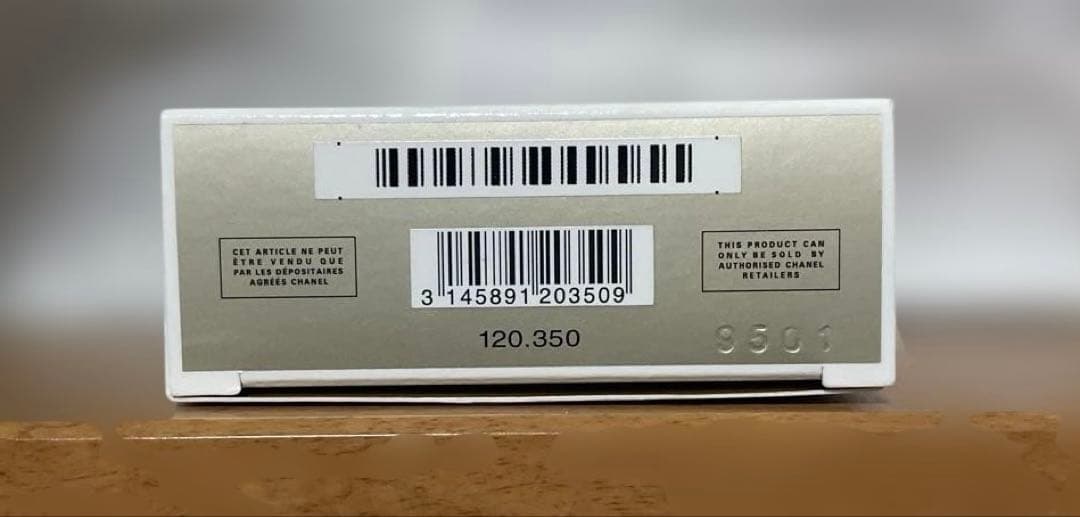 CET ARTICLE NE PEUT
ÊTRE VENDU QUE
PAR LES DÉPOSITAIRES
AGRÉES CHANEL
3 145891 203509
120.350
THIS PRODUCT CAN
ONLY BE SOLD BY
AUTHORISED CHANEL
RETAILERS
9501